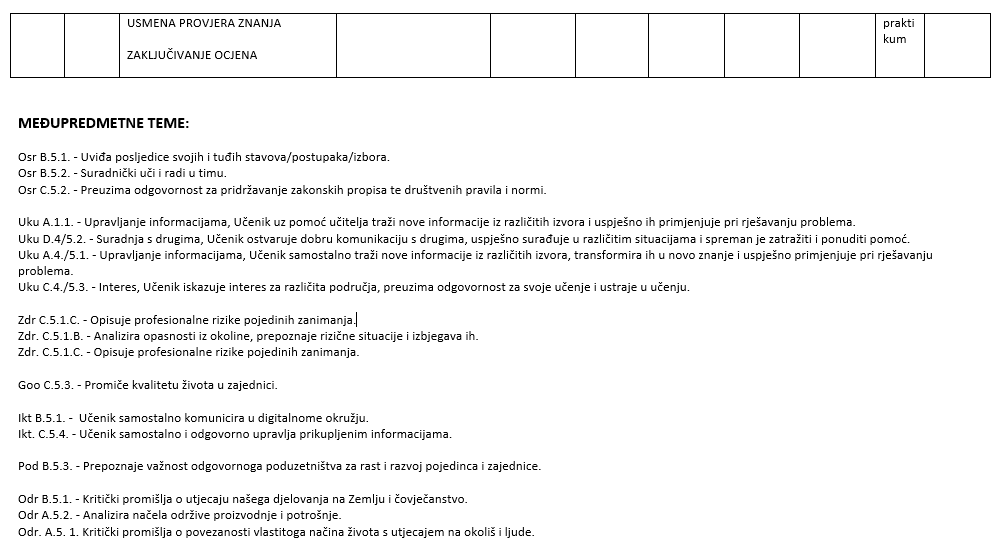 USMENA PROVJERA ZNANJA
prakti
kum
ZAKLJUČIVANJE OCJENA
MEĐUPREDMETNE TEME:
Osr B.5.1. - Uviđa posljedice svojih i tuđih stavova/postupaka/izbora.
Osr B.5.2. - Suradnički uči i radi u timu.
Osr C.5.2. - Preuzima odgovornost za pridržavanje zakonskih propisa te društvenih pravila i normi.
Uku A.1.1. - Upravljanje informacijama, Učenik uz pomoć učitelja traži nove informacije iz različitih izvora i uspješno ih primjenjuje pri rješavanju problema.
Uku D.4/5.2. - Suradnja s drugima, Učenik ostvaruje dobru komunikaciju s drugima, uspješno surađuje u različitim situacijama i spreman je zatražiti i ponuditi pomoć.
Uku A.4./5.1. - Upravljanje informacijama, Učenik samostalno traži nove informacije iz različitih izvora, transformira ih u novo znanje i uspješno primjenjuje pri rješavanju
problema.
Uku C.4./5.3. - Interes, Učenik iskazuje interes za različita područja, preuzima odgovornost za svoje učenje i ustraje u učenju.
Zdr C.5.1.C. - Opisuje profesionalne rizike pojedinih zanimanja.
Zdr. C.5.1.B. - Analizira opasnosti iz okoline, prepoznaje rizične situacije i izbjegava ih.
Zdr. C.5.1.C. - Opisuje profesionalne rizike pojedinih zanimanja.
Goo C.5.3. - Promiče kvalitetu života u zajednici.
Ikt B.5.1. -  Učenik samostalno komunicira u digitalnome okružju.
Ikt. C.5.4. - Učenik samostalno i odgovorno upravlja prikupljenim informacijama.
Pod B.5.3. - Prepoznaje važnost odgovornoga poduzetništva za rast i razvoj pojedinca i zajednice.
Odr B.5.1. - Kritički promišlja o utjecaju našega djelovanja na Zemlju i čovječanstvo.
Odr A.5.2. - Analizira načela održive proizvodnje i potrošnje.
Odr. A.5. 1. Kritički promišlja o povezanosti vlastitoga načina života s utjecajem na okoliš i ljude.